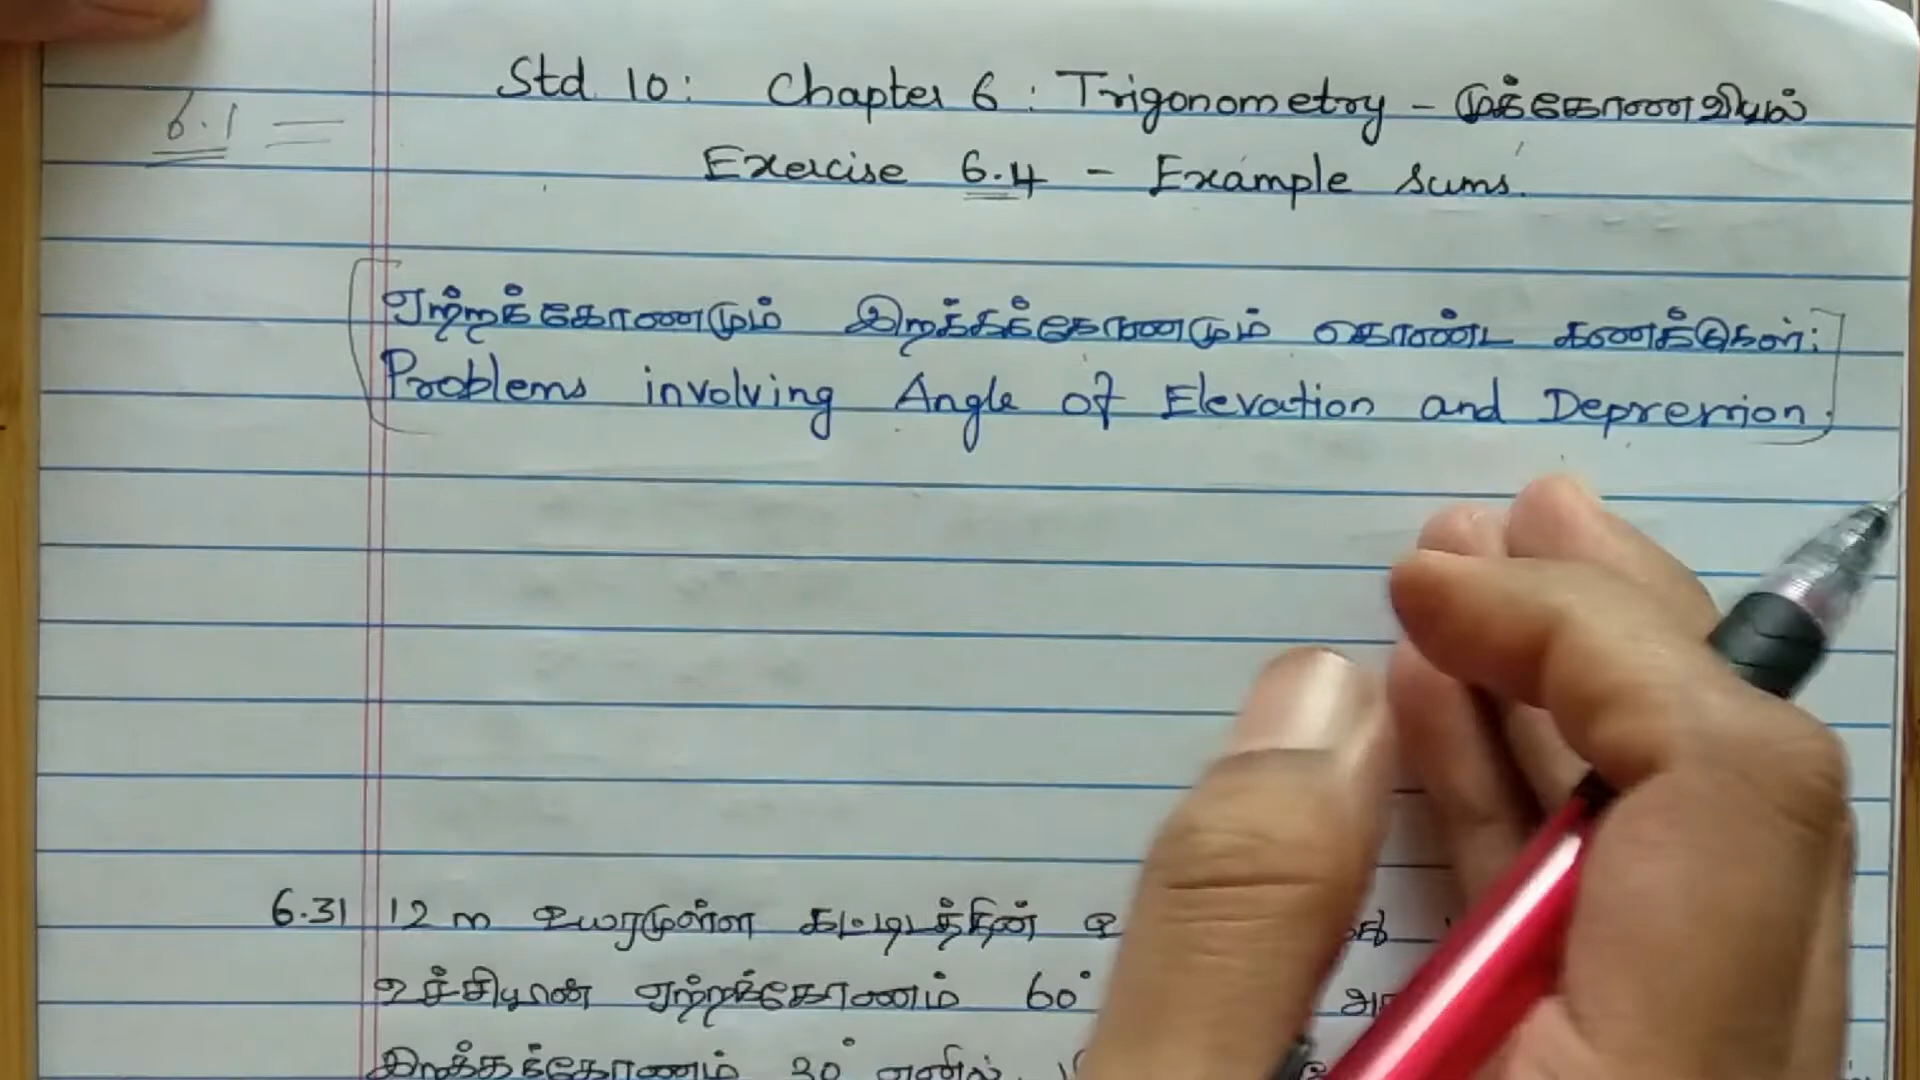 Std 10: Chapter 6 : Trigonometry - முக்கோணவியல்
6.1
Exercise 6.4 - Example sums.
ஏற்றக்கோணமும் இறக்கக்கோணமும் கொண்ட கணக்குகள்:
Problems involving Angle of Elevation and Depression.
6.31 12 m உயரமுள்ள கட்டிடத்தின்
உச்சியின் ஏற்றக்கோணம் 60°
இறக்கக்கோணம் 30° எனில்,